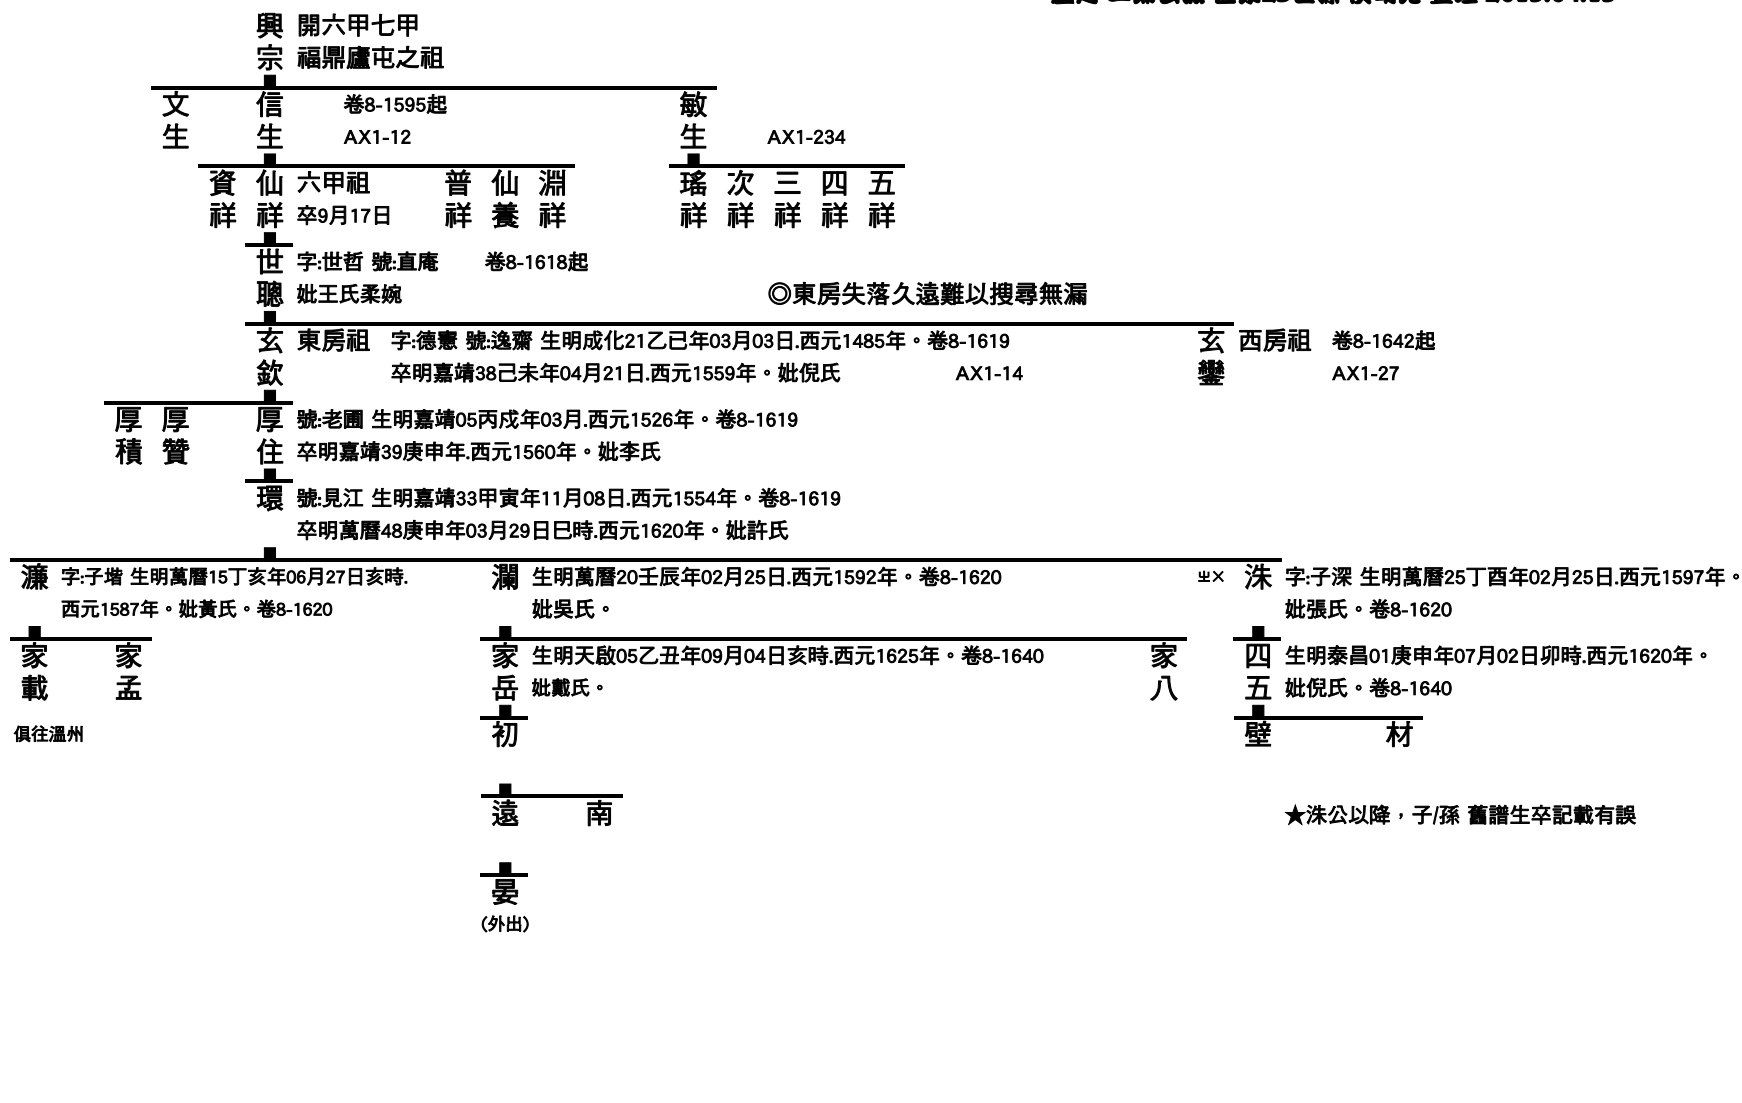 興宗 開六甲七甲
福鼎廬屯之祖
文生 信生 卷8-1595起 敏生
AX1-12 AX1-234
資祥 仙祥 六甲祖 普祥 仙養 淵祥 瑤祥 次祥 三祥 四祥 五祥
卒9月17日
世聰 字:世哲 號:直庵 卷8-1618起
妣王氏柔婉 ◎東房失落久遠難以搜尋無漏
玄欽 東房祖 字:德憲 號:逸齋 生明成化21乙巳年03月03日.西元1485年。卷8-1619 玄鑾 西房祖 卷8-1642起
卒明嘉靖38己未年04月21日.西元1559年。妣倪氏 AX1-14 AX1-27
厚積 厚贊 厚住 號:老圃 生明嘉靖05丙戍年03月.西元1526年。卷8-1619
卒明嘉靖39庚申年.西元1560年。妣李氏
環 號:見江 生明嘉靖33甲寅年11月08日.西元1554年。卷8-1619
卒明萬曆48庚申年03月29日巳時.西元1620年。妣許氏
濂 字:子堦 生明萬曆15丁亥年06月27日亥時. 瀾 生明萬曆20壬辰年02月25日.西元1592年。卷8-1620 ㄓㄨ 洙 字:子深 生明萬曆25丁酉年02月25日.西元1597年。
西元1587年。妣黃氏。卷8-1620 妣吳氏。 妣張氏。卷8-1620
家載 家孟 家岳 生明天啟05乙丑年09月04日亥時.西元1625年。卷8-1640 家八 四五 生明泰昌01庚申年07月02日卯時.西元1620年。
妣戴氏。 妣倪氏。卷8-1640
俱往溫州 初 壁 材
遠 南 ★洙公以降，子/孫 舊譜生卒記載有誤
晏
(外出)